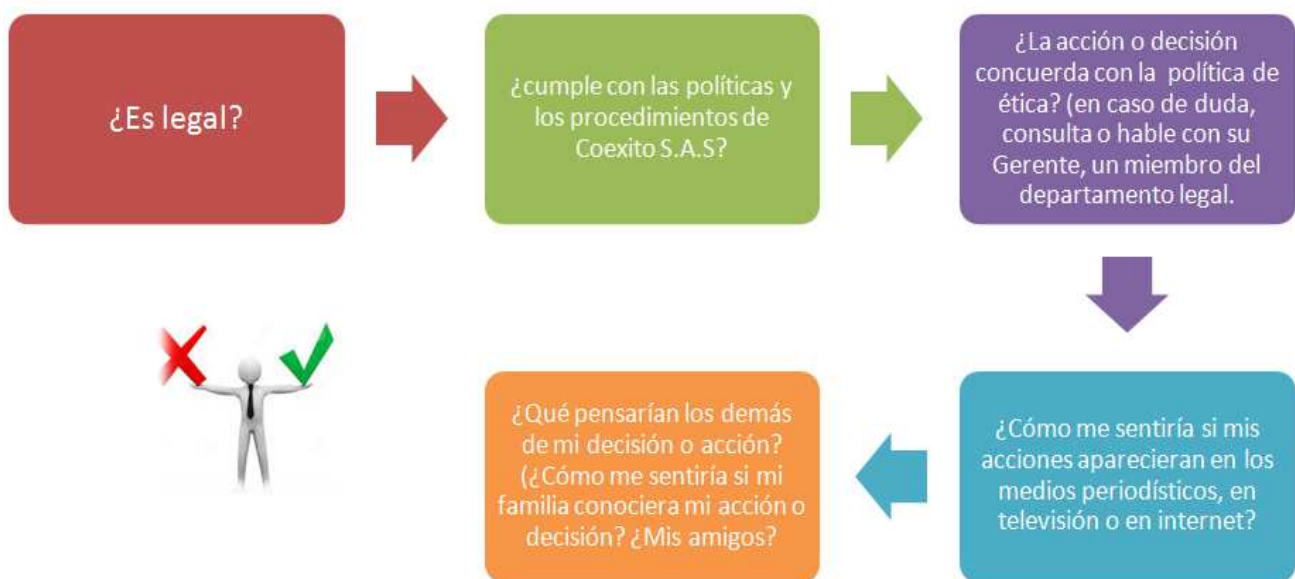 ¿Es legal?
¿cumple con las políticas y
los procedimientos de
Coexito S.A.S?
¿La acción o decisión
concuerda con la política de
ética? (en caso de duda,
consulta o hable con su
Gerente, un miembro del
departamento legal.
¿Cómo me sentiría si mis
acciones aparecieran en los
medios periodísticos, en
televisión o en internet?
¿Qué pensarían los demás
de mi decisión o acción?
(¿Cómo me sentiría si mi
familia conociera mi acción o
decisión? ¿Mis amigos?